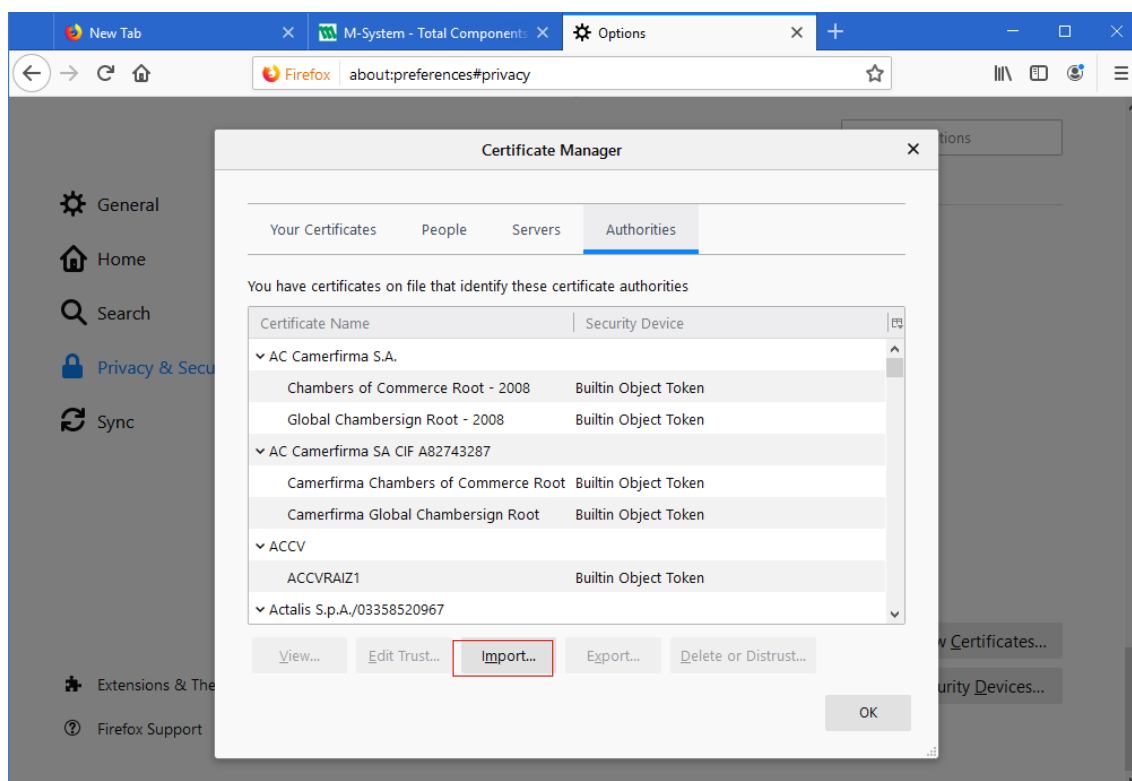 New Tab
M-System - Total Components
Options
Firefox
about:preferences#privacy
tions
Certificate Manager
General
Your Certificates People Servers Authorities
Home
You have certificates on file that identify these certificate authorities
Search
Certificate Name Security Device
AC Camerfirma S.A.
Privacy & Secu
Chambers of Commerce Root - 2008 Builtin Object Token
Global Chambersign Root - 2008 Builtin Object Token
Sync
AC Camerfirma SA CIF A82743287
Camerfirma Chambers of Commerce Root Builtin Object Token
Camerfirma Global Chambersign Root Builtin Object Token
ACCV
ACCVRAIZ1 Builtin Object Token
Actalis S.p.A./03358520967
View... Edit Trust... Import... Export... Delete or Distrust...
w Certificates...
Extensions & The
urity Devices...
OK
Firefox Support